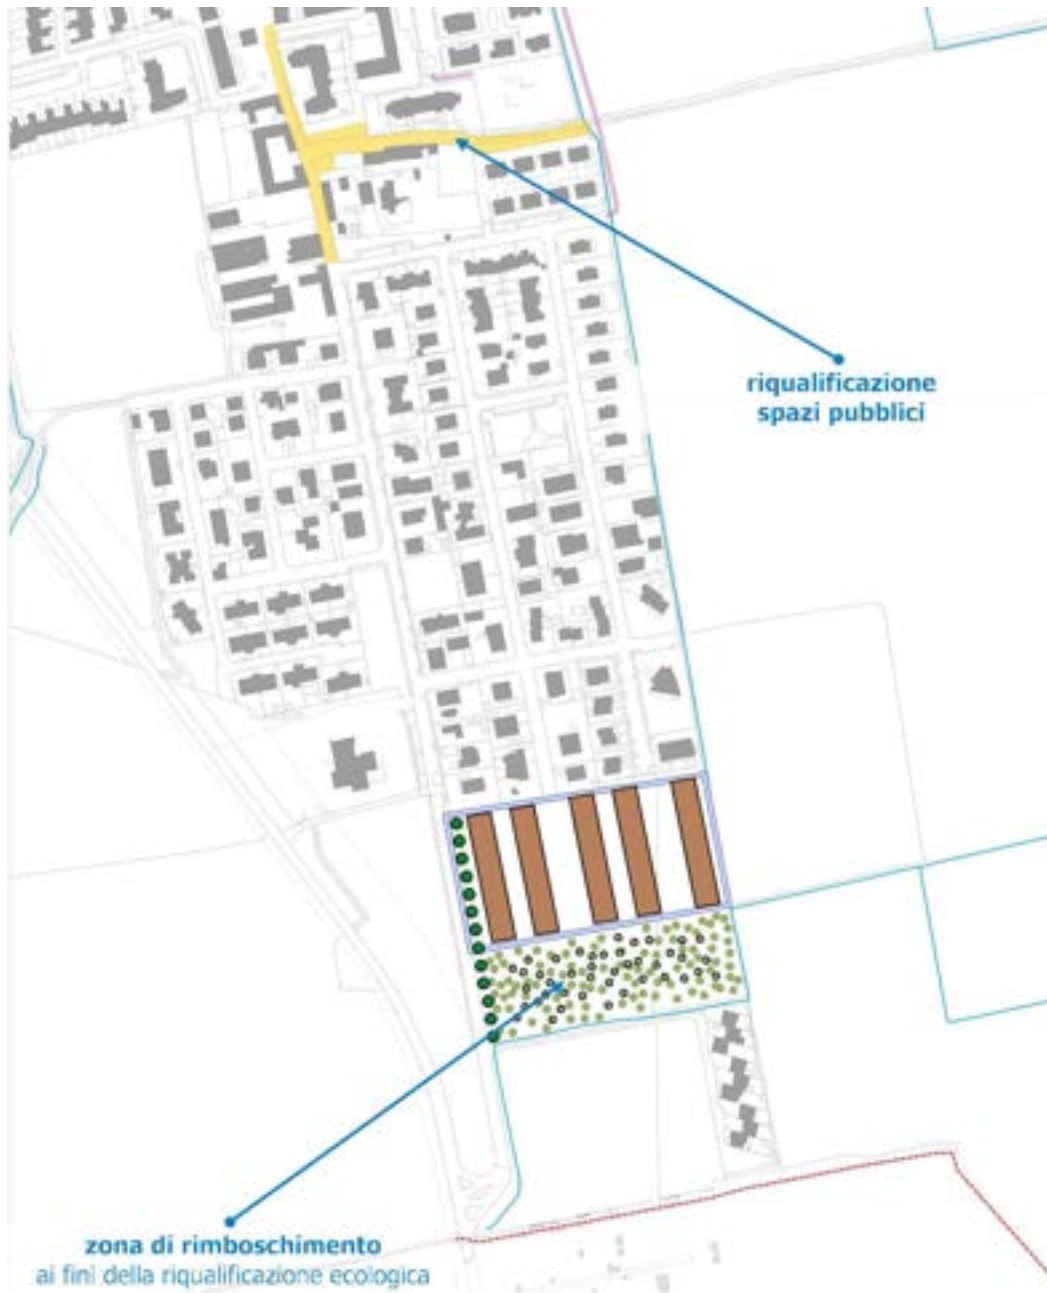 riqualificazione
spazi pubblici
zona di rimboschimento
ai fini della riqualificazione ecologica